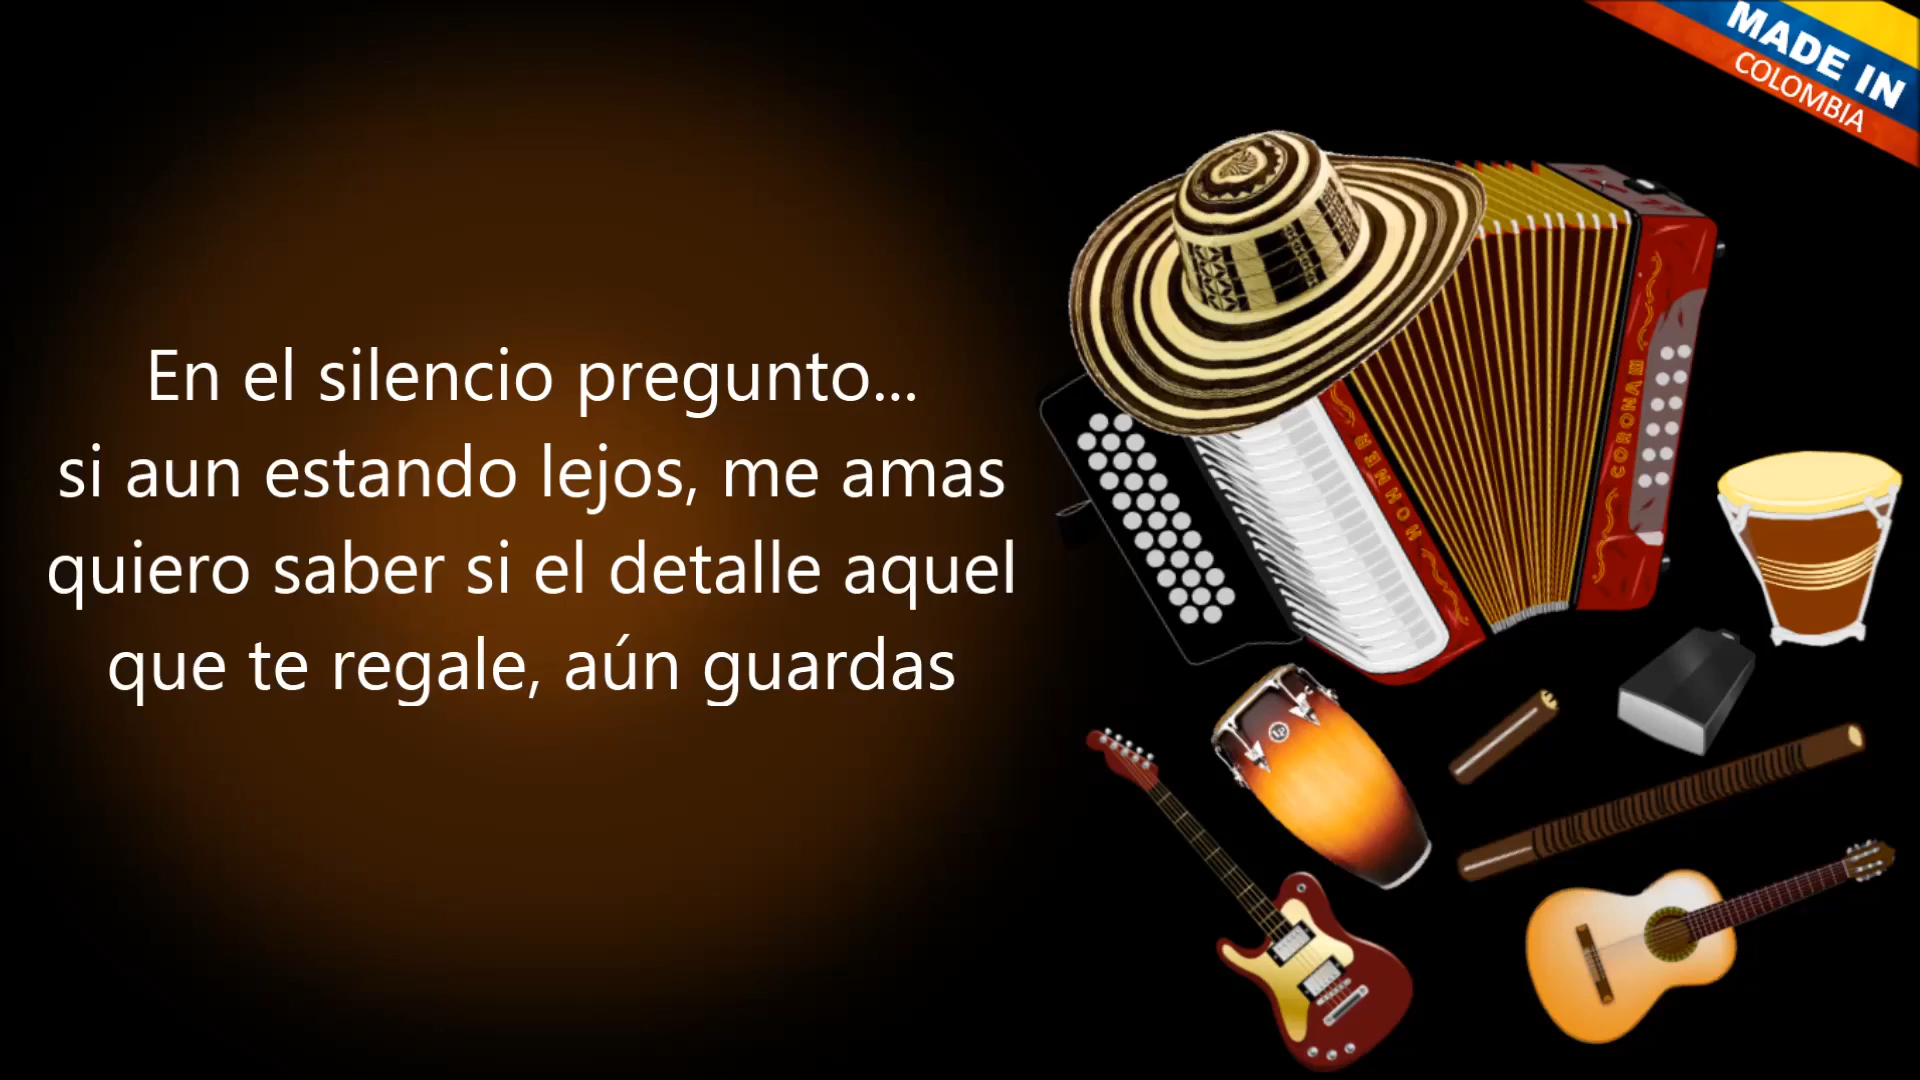 MADE IN
COLOMBIA
En el silencio pregunto...
si aun estando lejos, me amas
quiero saber si el detalle aquel
que te regale, aún guardas
HOHNER
CORONA III
LP